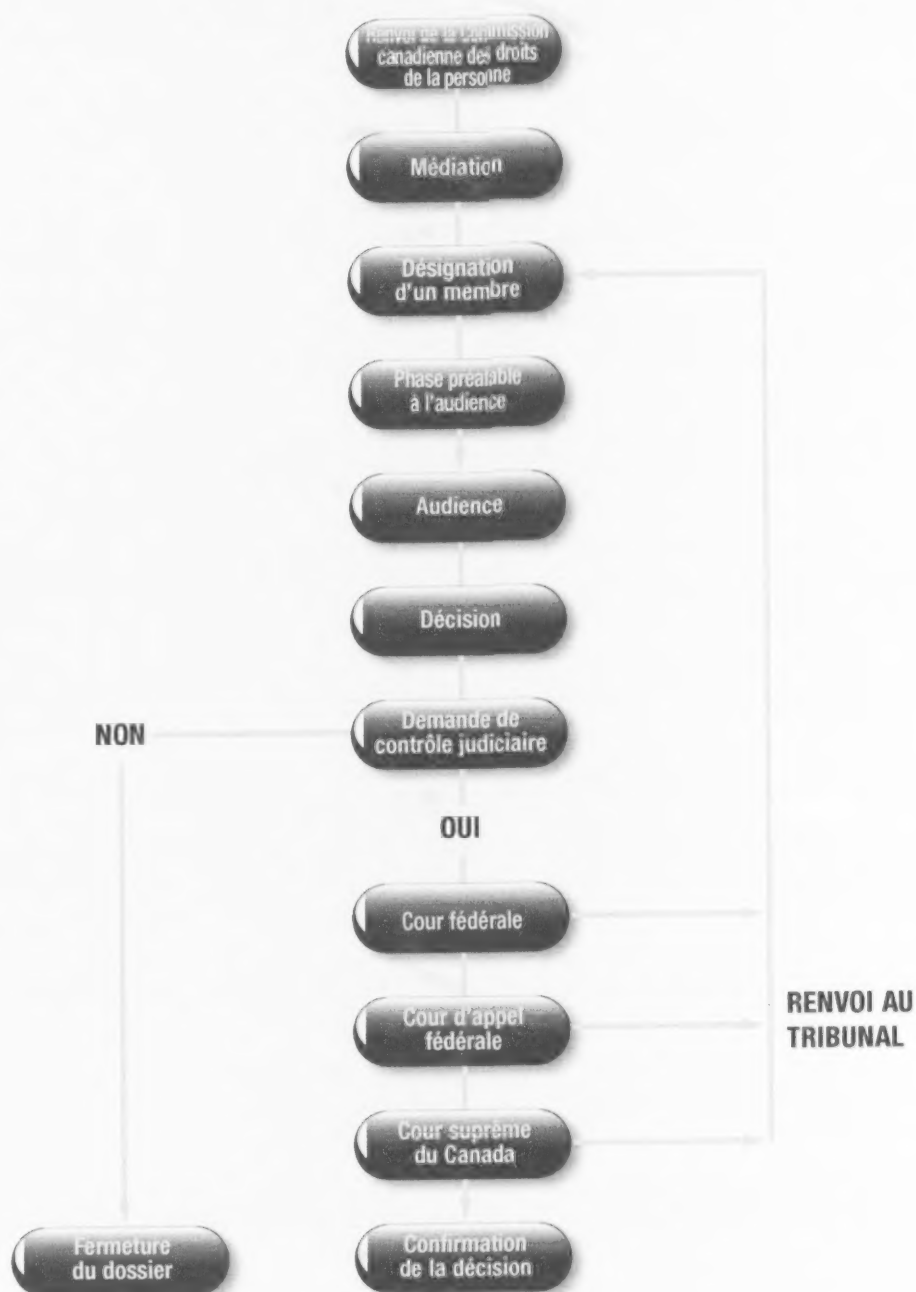 Renvoi de la Commission
canadienne des droits
de la personne
Médiation
Désignation
d'un membre
Phase préalable
à l'audience
Audience
Décision
Demande de
contrôle judiciaire
NON
OUI
Cour fédérale
Cour d'appel
fédérale
RENVOI AU
TRIBUNAL
Cour suprême
du Canada
Fermeture
du dossier
Confirmation
de la décision